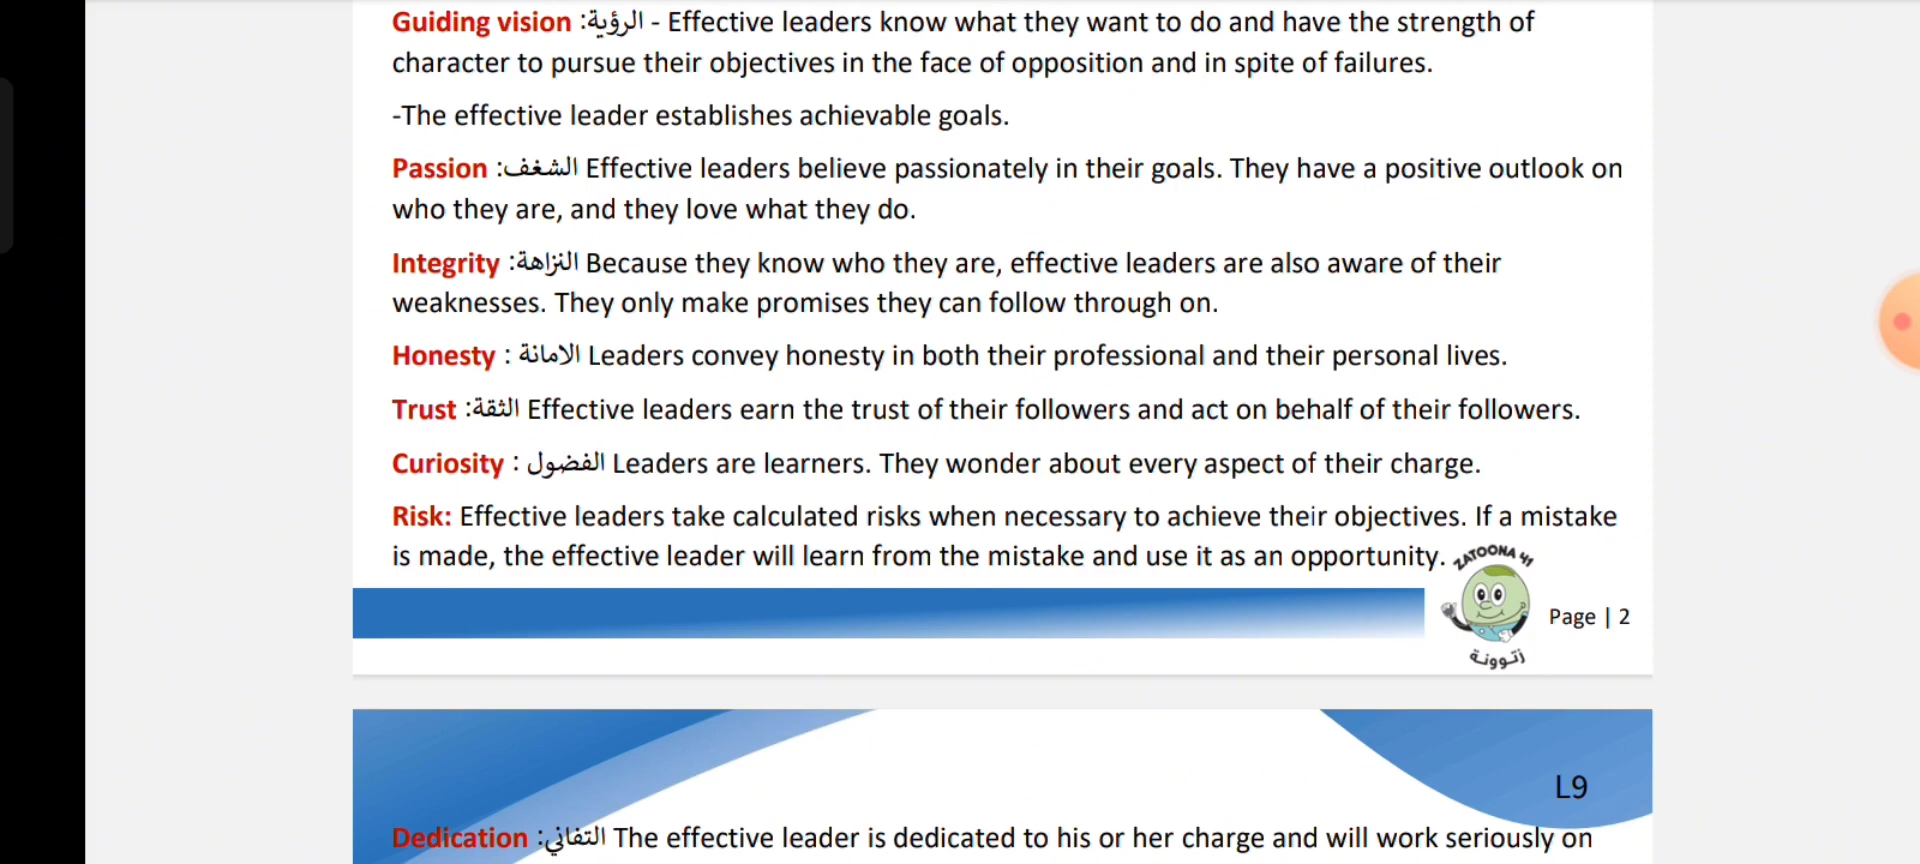 Guiding vision الرؤية: - Effective leaders know what they want to do and have the strength of
character to pursue their objectives in the face of opposition and in spite of failures.
-The effective leader establishes achievable goals.
Passion الشغف: Effective leaders believe passionately in their goals. They have a positive outlook on
who they are, and they love what they do.
Integrity النزاهة: Because they know who they are, effective leaders are also aware of their
weaknesses. They only make promises they can follow through on.
Honesty : الامانة Leaders convey honesty in both their professional and their personal lives.
Trust الثقة: Effective leaders earn the trust of their followers and act on behalf of their followers.
Curiosity : الفضول Leaders are learners. They wonder about every aspect of their charge.
Risk: Effective leaders take calculated risks when necessary to achieve their objectives. If a mistake
is made, the effective leader will learn from the mistake and use it as an opportunity.
ZATOONA 41
Page | 2
زتوونة
L9
Dedication التفاني: The effective leader is dedicated to his or her charge and will work seriously on